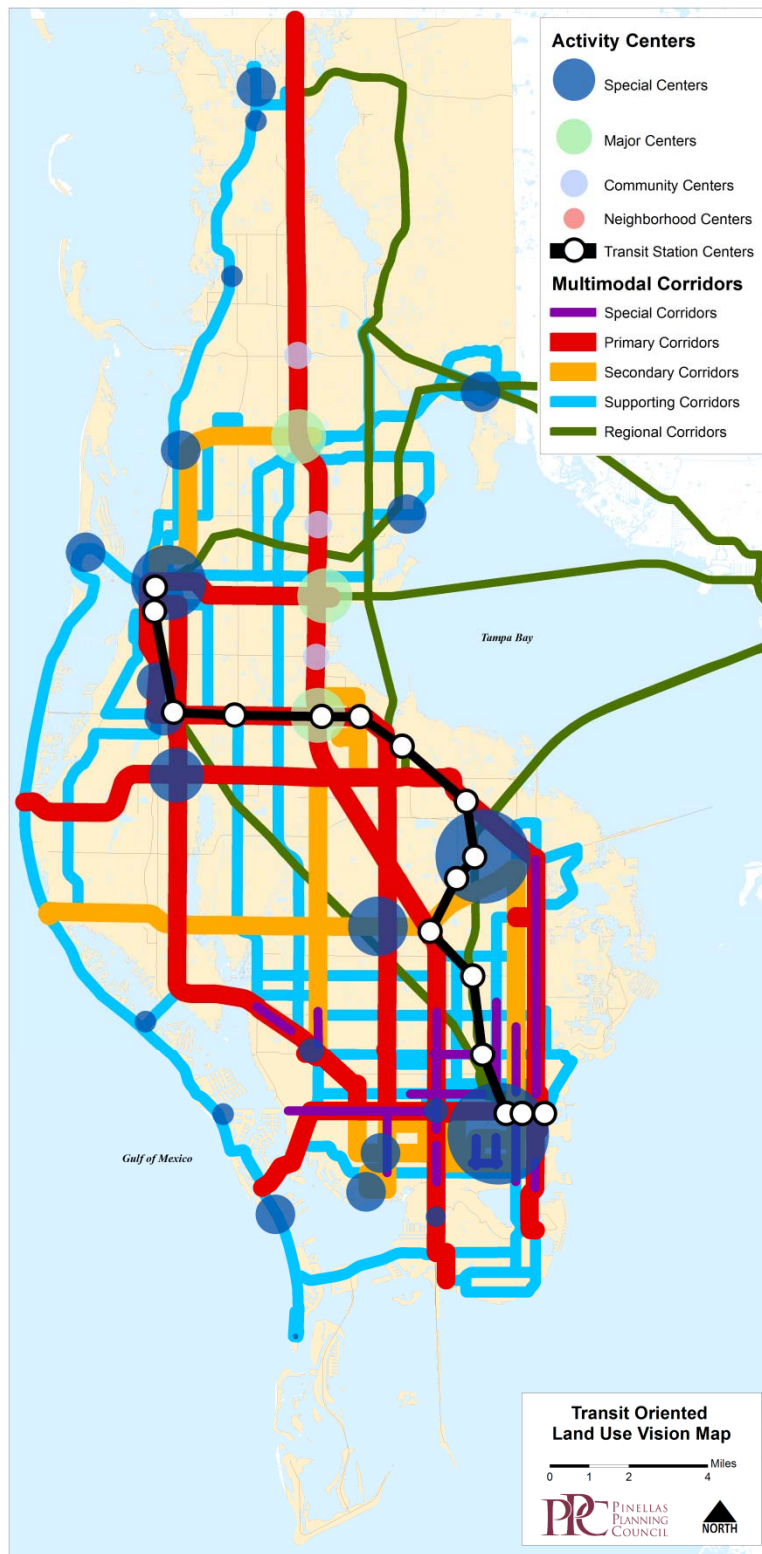 Activity Centers
Special Centers
Major Centers
Community Centers
Neighborhood Centers
Transit Station Centers
Multimodal Corridors
Special Corridors
Primary Corridors
Secondary Corridors
Supporting Corridors
Regional Corridors
Tampa Bay
Gulf of Mexico
Transit Oriented
Land Use Vision Map
Miles
0 1 2 4
PPC PINELLAS
PLANNING
COUNCIL
NORTH